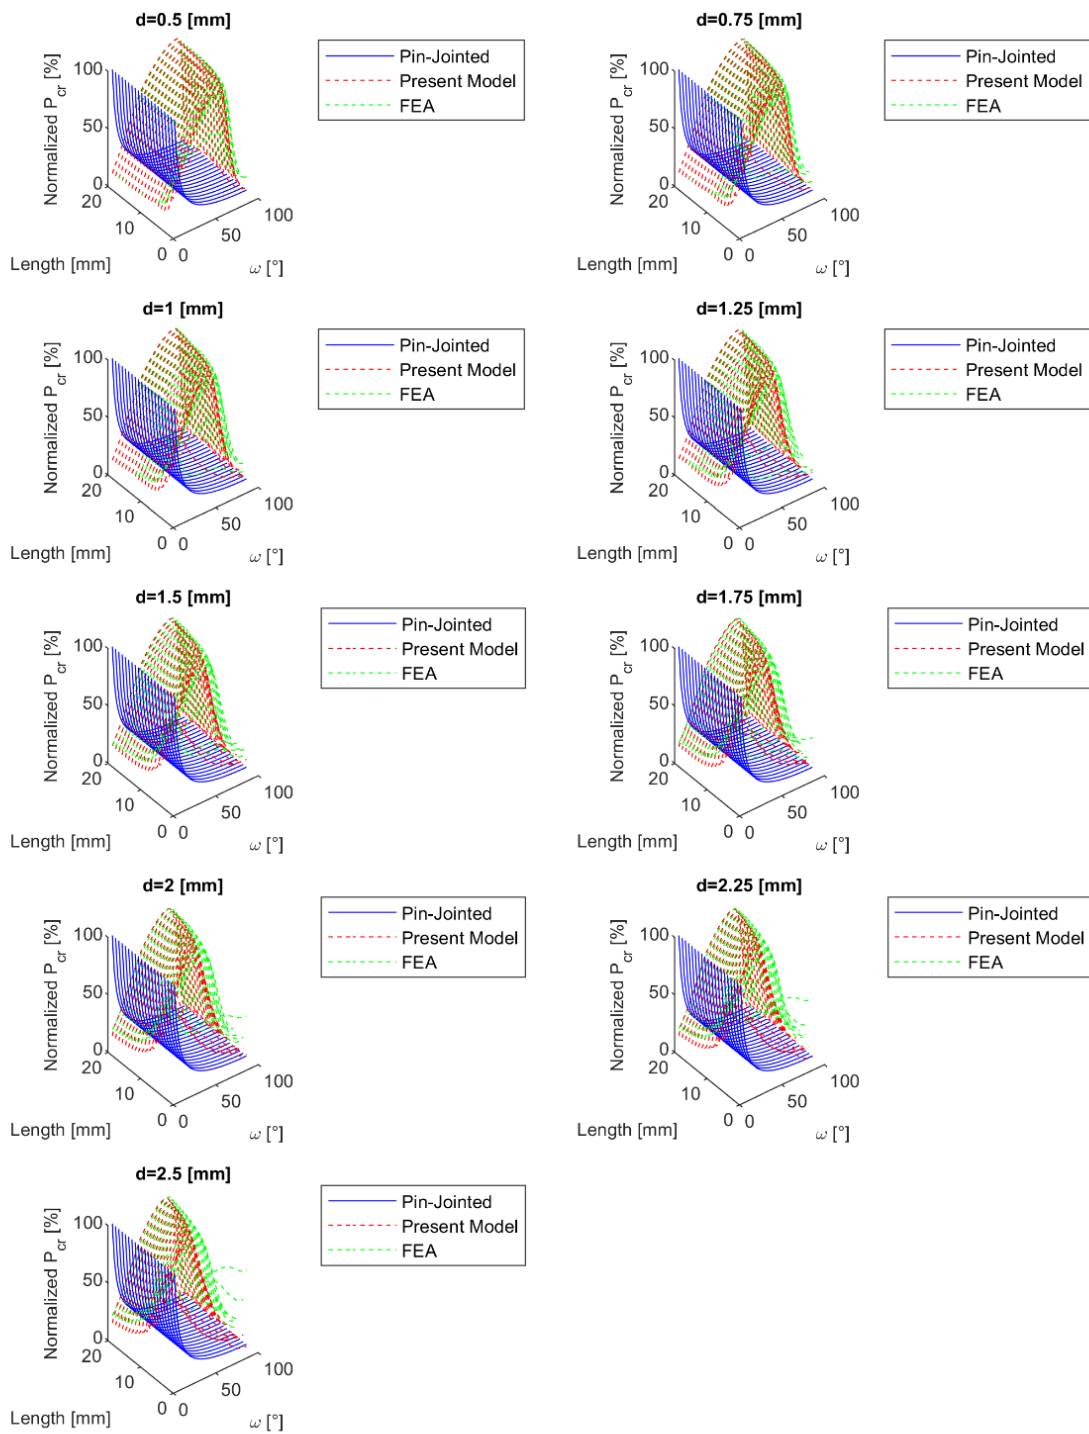 d=0.5 [mm]
Normalized P_cr [%]
100
50
0
20
10
0
Length [mm]
0
50
100
ω [°]
Pin-Jointed
Present Model
FEA
d=0.75 [mm]
Normalized P_cr [%]
100
50
0
20
10
0
Length [mm]
0
50
100
ω [°]
Pin-Jointed
Present Model
FEA
d=1 [mm]
Normalized P_cr [%]
100
50
0
20
10
0
Length [mm]
0
50
100
ω [°]
Pin-Jointed
Present Model
FEA
d=1.25 [mm]
Normalized P_cr [%]
100
50
0
20
10
0
Length [mm]
0
50
100
ω [°]
Pin-Jointed
Present Model
FEA
d=1.5 [mm]
Normalized P_cr [%]
100
50
0
20
10
0
Length [mm]
0
50
100
ω [°]
Pin-Jointed
Present Model
FEA
d=1.75 [mm]
Normalized P_cr [%]
100
50
0
20
10
0
Length [mm]
0
50
100
ω [°]
Pin-Jointed
Present Model
FEA
d=2 [mm]
Normalized P_cr [%]
100
50
0
20
10
0
Length [mm]
0
50
100
ω [°]
Pin-Jointed
Present Model
FEA
d=2.25 [mm]
Normalized P_cr [%]
100
50
0
20
10
0
Length [mm]
0
50
100
ω [°]
Pin-Jointed
Present Model
FEA
d=2.5 [mm]
Normalized P_cr [%]
100
50
0
20
10
0
Length [mm]
0
50
100
ω [°]
Pin-Jointed
Present Model
FEA